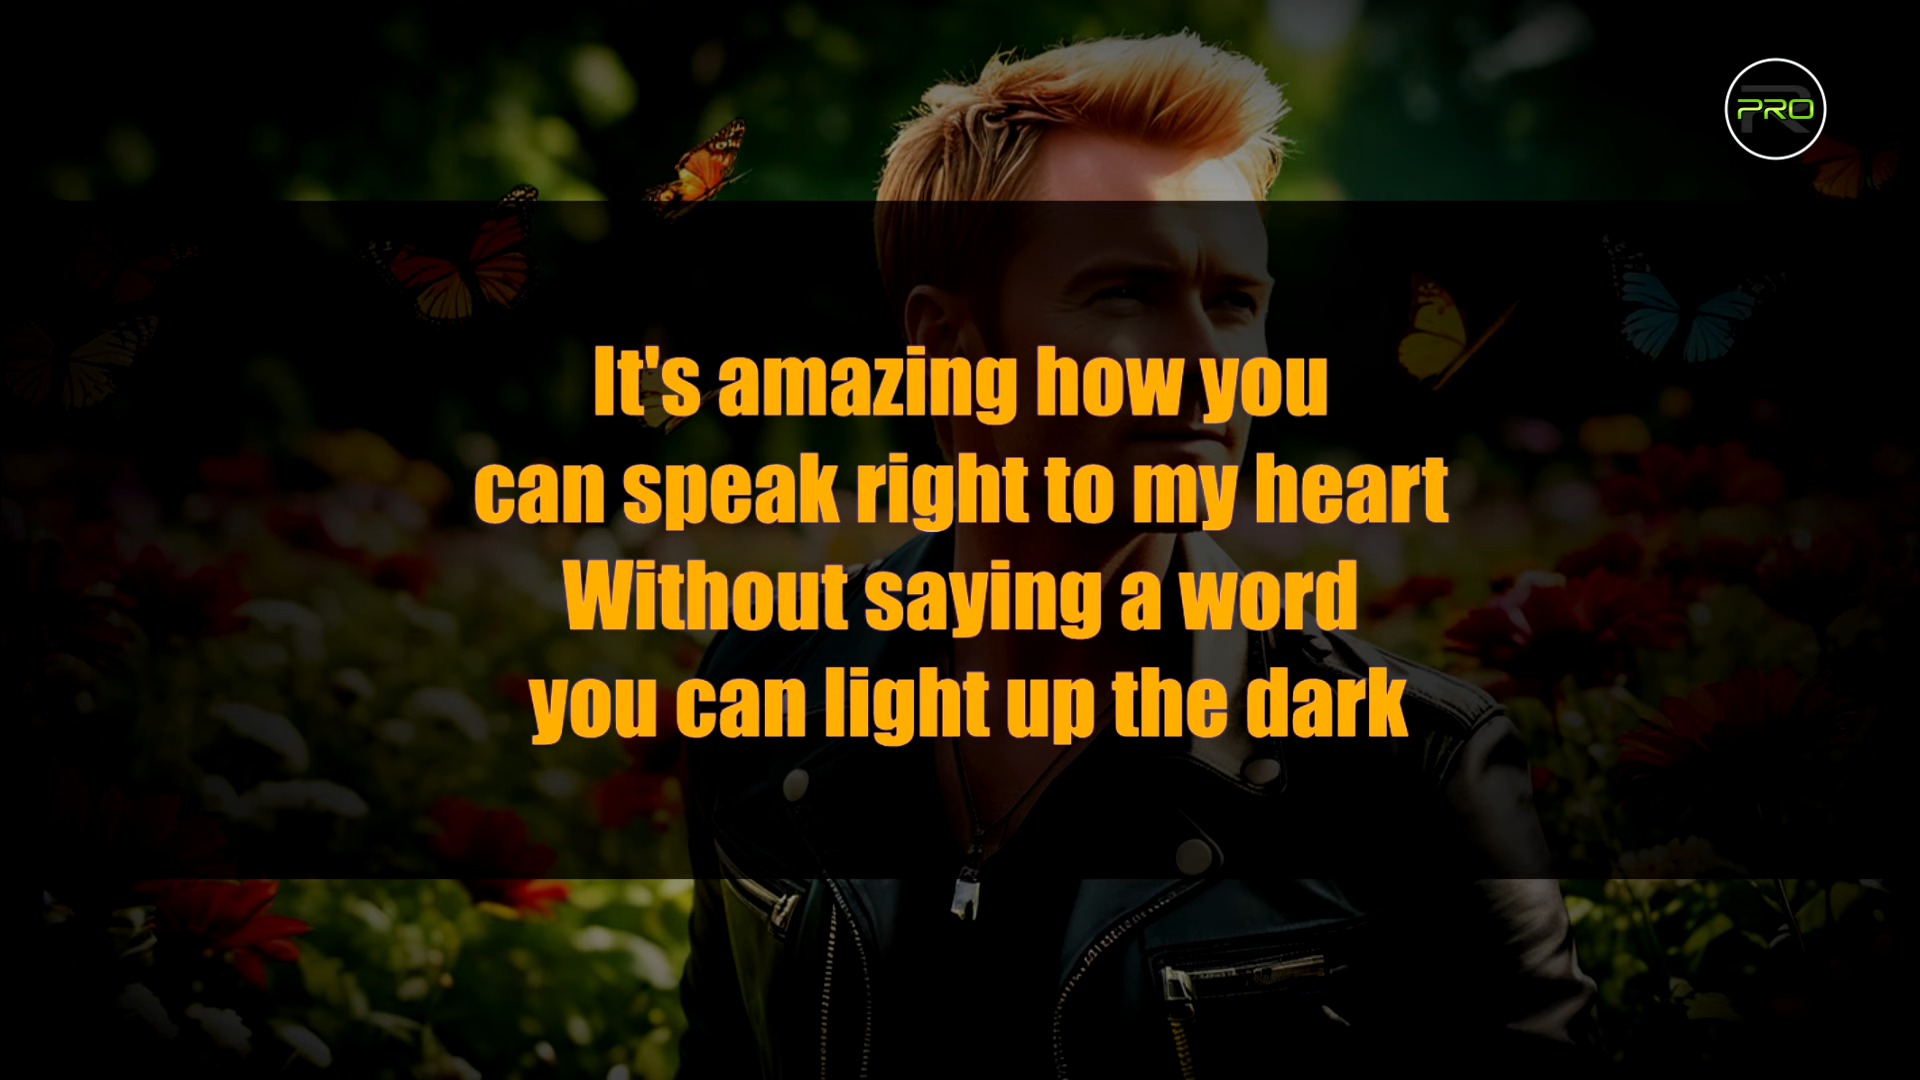 PRO
It's amazing how you
can speak right to my heart
Without saying a word
you can light up the dark